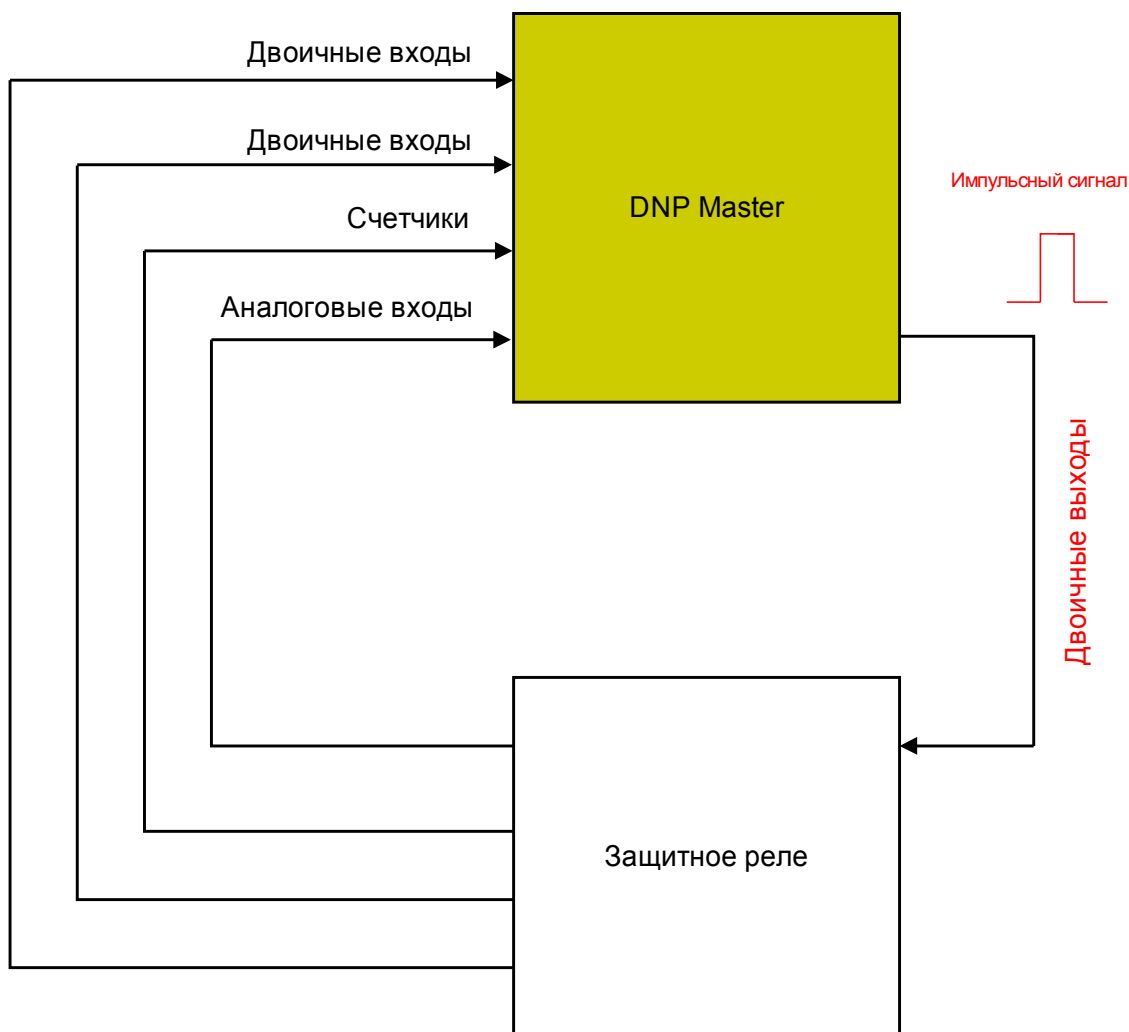 Двоичные входы
Двоичные входы
Счетчики
Аналоговые входы
DNP Master
Импульсный сигнал
Двоичные выходы
Защитное реле